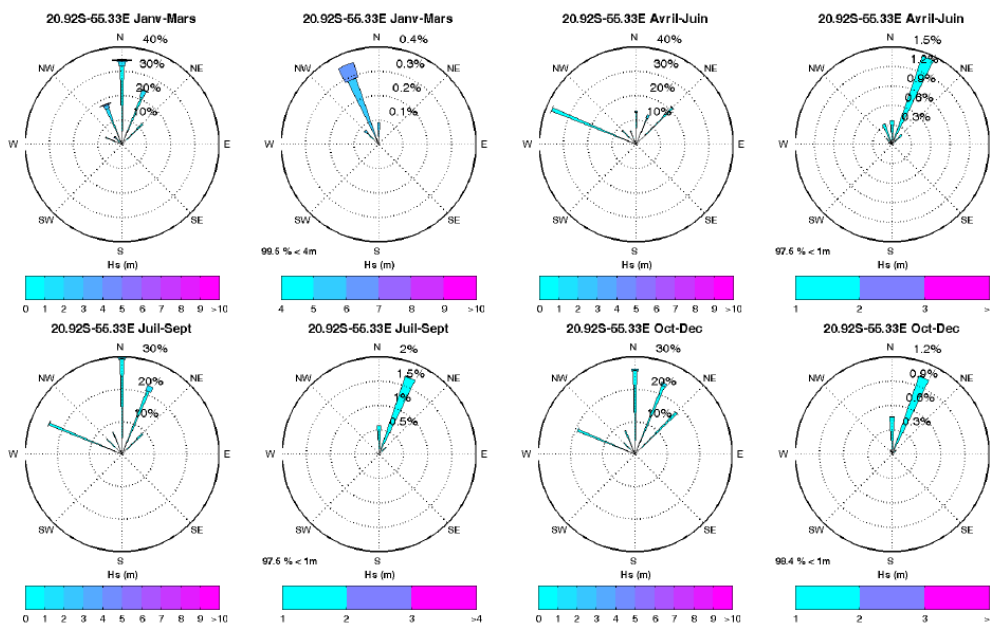 20.92S-55.33E Janv-Mars
N
40%
30%
20%
10%
NW
NE
W
E
SW
SE
S
Hs (m)
0 1 2 3 4 5 6 7 8 9 >10
20.92S-55.33E Janv-Mars
N
0.4%
0.3%
0.2%
0.1%
NW
NE
W
E
SW
SE
S
99.5 % < 4m
Hs (m)
4 5 6 7 8 9 >10
20.92S-55.33E Avril-Juin
N
40%
30%
20%
10%
NW
NE
W
E
SW
SE
S
Hs (m)
0 1 2 3 4 5 6 7 8 9 >10
20.92S-55.33E Avril-Juin
N
1.5%
1.2%
0.9%
0.6%
0.3%
NW
NE
W
E
SW
SE
S
97.6 % < 1m
Hs (m)
1 2 3 >
20.92S-55.33E Juil-Sept
N
30%
20%
10%
NW
NE
W
E
SW
SE
S
Hs (m)
0 1 2 3 4 5 6 7 8 9 >10
20.92S-55.33E Juil-Sept
N
2%
1.5%
1%
0.5%
NW
NE
W
E
SW
SE
S
97.6 % < 1m
Hs (m)
1 2 3 >4
20.92S-55.33E Oct-Dec
N
30%
20%
10%
NW
NE
W
E
SW
SE
S
Hs (m)
0 1 2 3 4 5 6 7 8 9 >10
20.92S-55.33E Oct-Dec
N
1.2%
0.9%
0.6%
0.3%
NW
NE
W
E
SW
SE
S
98.4 % < 1m
Hs (m)
1 2 3 >